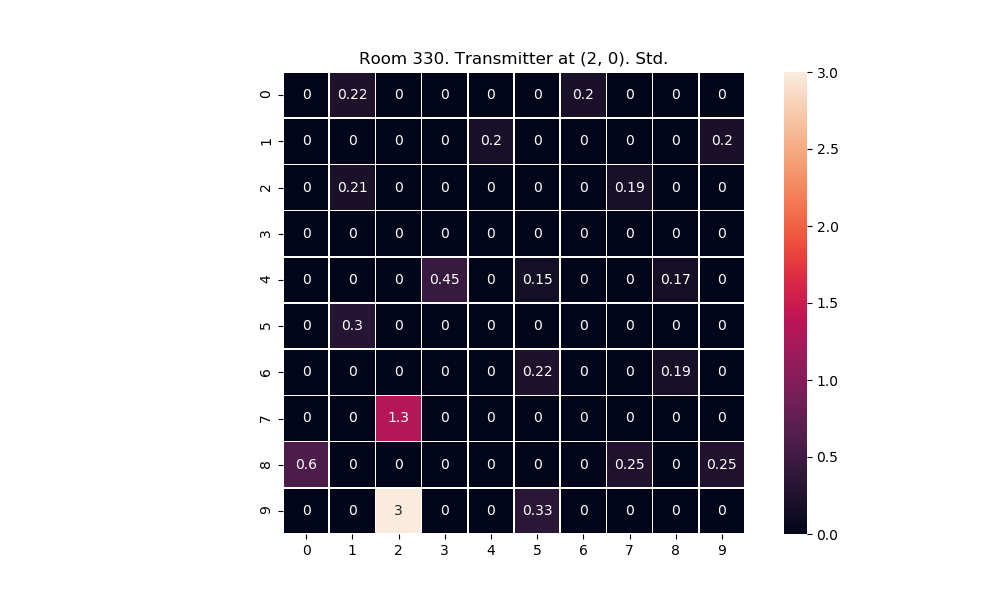 Room 330. Transmitter at (2, 0). Std.
0 0 0.22 0 0 0 0 0.2 0 0 0
1 0 0 0 0 0.2 0 0 0 0 0.2
2 0 0.21 0 0 0 0 0 0.19 0 0
3 0 0 0 0 0 0 0 0 0 0
4 0 0 0 0.45 0 0.15 0 0 0.17 0
5 0 0.3 0 0 0 0 0 0 0 0
6 0 0 0 0 0 0.22 0 0 0.19 0
7 0 0 1.3 0 0 0 0 0 0 0
8 0.6 0 0 0 0 0 0 0.25 0 0.25
9 0 0 3 0 0 0.33 0 0 0 0
0 1 2 3 4 5 6 7 8 9
3.0
2.5
2.0
1.5
1.0
0.5
0.0